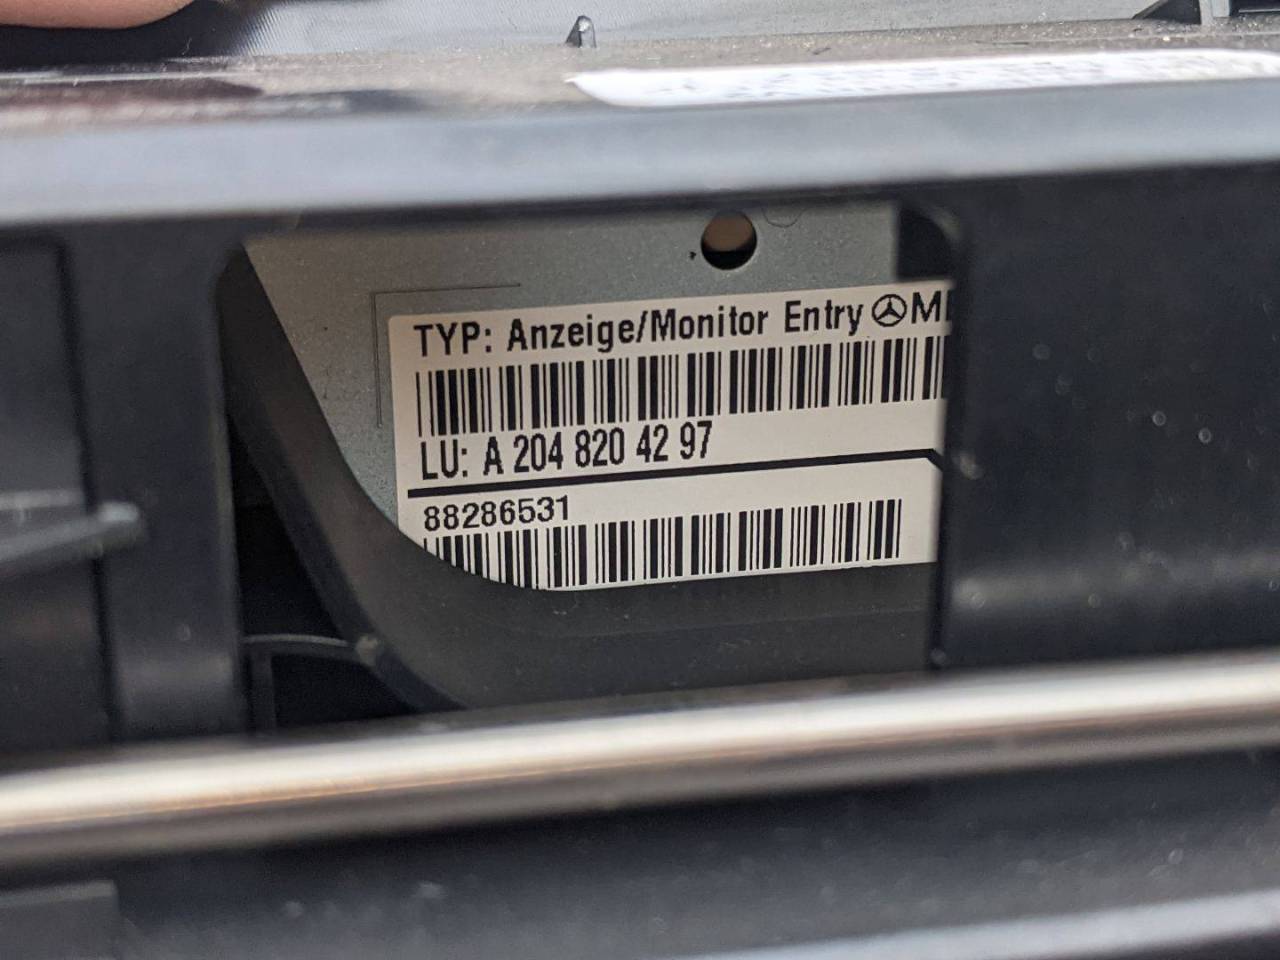 TYP: Anzeige/Monitor Entry
LU: A 204 820 42 97
88286531